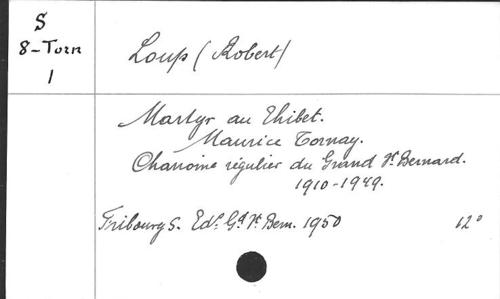 S
8-Torn
1
Loup (Robert)
Martyr au Thibet.
Maurice Tornay.
Chanoine régulier du Grand St Bernard.
1910-1949.
Fribourg S. Edt. Gd St Bern. 1950 12°